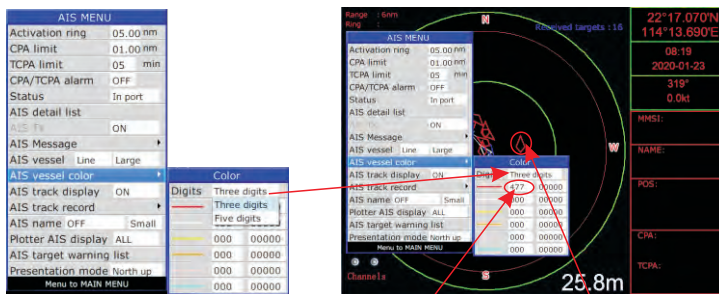 AIS MENU
Activation ring 05.00 nm
CPA limit 01.00 nm
TCPA limit 05 min
CPA/TCPA alarm OFF
Status In port
AIS detail list
AIS Tx ON
AIS Message
AIS vessel Line Large
AIS vessel color
AIS track display ON
AIS track record
AIS name OFF Small
Plotter AIS display ALL
AIS target warning list
Presentation mode North up
Menu to MAIN MENU
Color
Digits Three digits
Three digits
Five digits
000 00000
000 00000
000 00000
000 00000
Range : 6nm
Ring :
N
Received targets : 16
AIS MENU
Activation ring 05.00 nm
CPA limit 01.00 nm
TCPA limit 05 min
CPA/TCPA alarm OFF
Status In port
AIS detail list
ON
AIS Message
AIS vessel Line Large
AIS vessel color
AIS track display ON
AIS track record
AIS name OFF Small
Plotter AIS display ALL
AIS target warning list
Presentation mode North up
Menu to MAIN MENU
Color
Three digits
477 00000
000 00000
000 00000
000 00000
000 00000
000 00000
W
S
Channels
25.8m
22°17.070'N
114°13.690'E
08:19
2020-01-23
319°
0.0kt
MMSI:
NAME:
POS:
CPA:
TCPA: